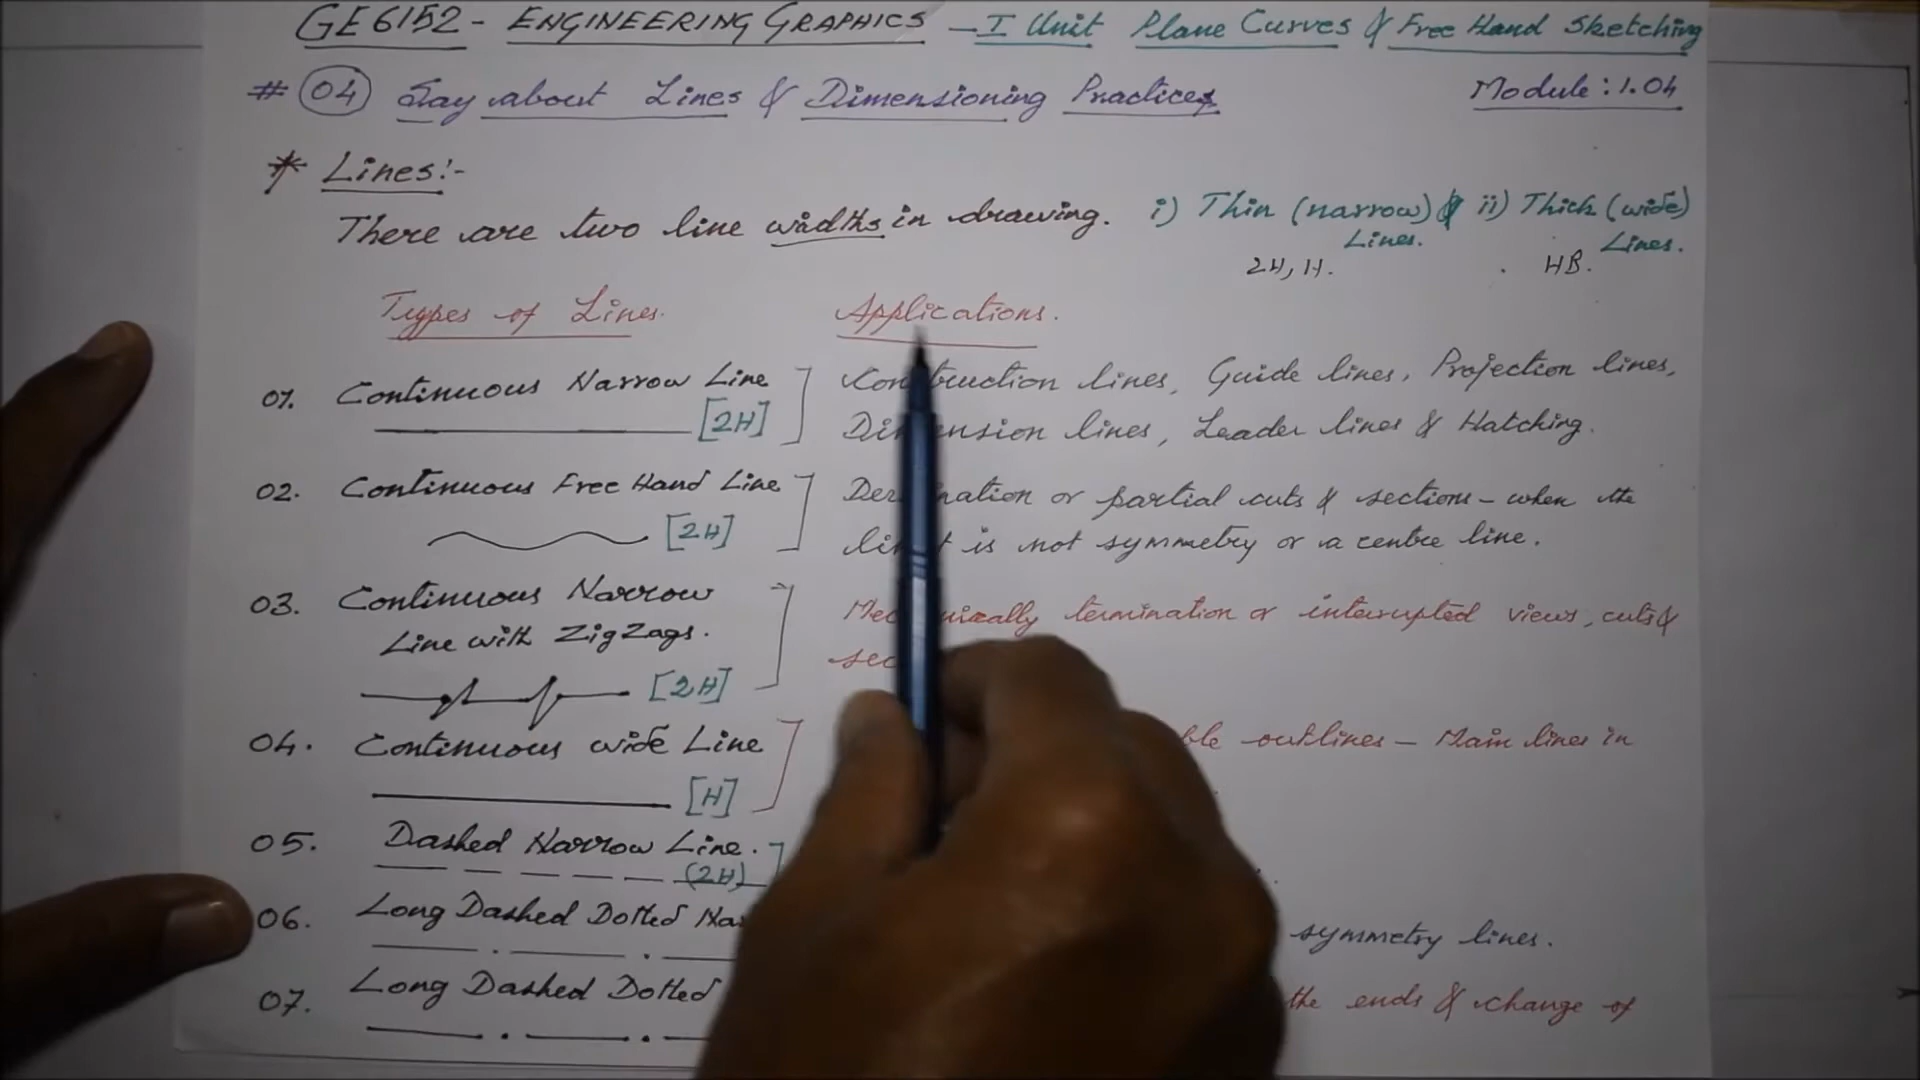 GE6152 - ENGINEERING GRAPHICS - I Unit Plane Curves & Free Hand Sketching
# 04 Say about Lines & Dimensioning Practices
Module: 1.04
* Lines:-
There are two line widths in drawing. i) Thin (narrow) & ii) Thick (wide)
Lines. Lines.
2H, H. HB.
Types of Lines. Applications.
01. Continuous Narrow Line Construction lines, Guide lines, Projection lines,
[2H] Dimension lines, Leader lines & Hatching.
02. Continuous Free Hand Line or partial cuts & sections - when the
[2H] is not symmetry or a centre line.
03. Continuous Narrow Mechanically termination or interrupted views, cuts &
Line with ZigZags.
[2H]
04. Continuous wide Line outlines - Main lines in
[H]
05. Dashed Narrow Line.
(2H)
06. Long Dashed Dotted symmetry lines.
07. Long Dashed Dotted the ends & change of